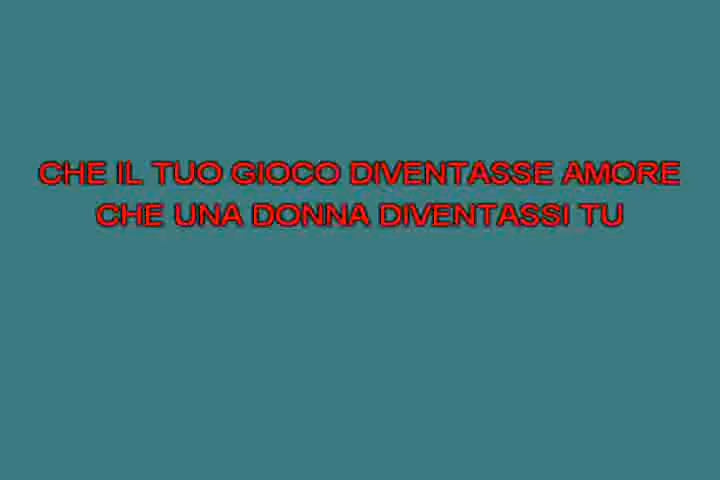 CHE IL TUO GIOCO DIVENTASSE AMORE
CHE UNA DONNA DIVENTASSI TU